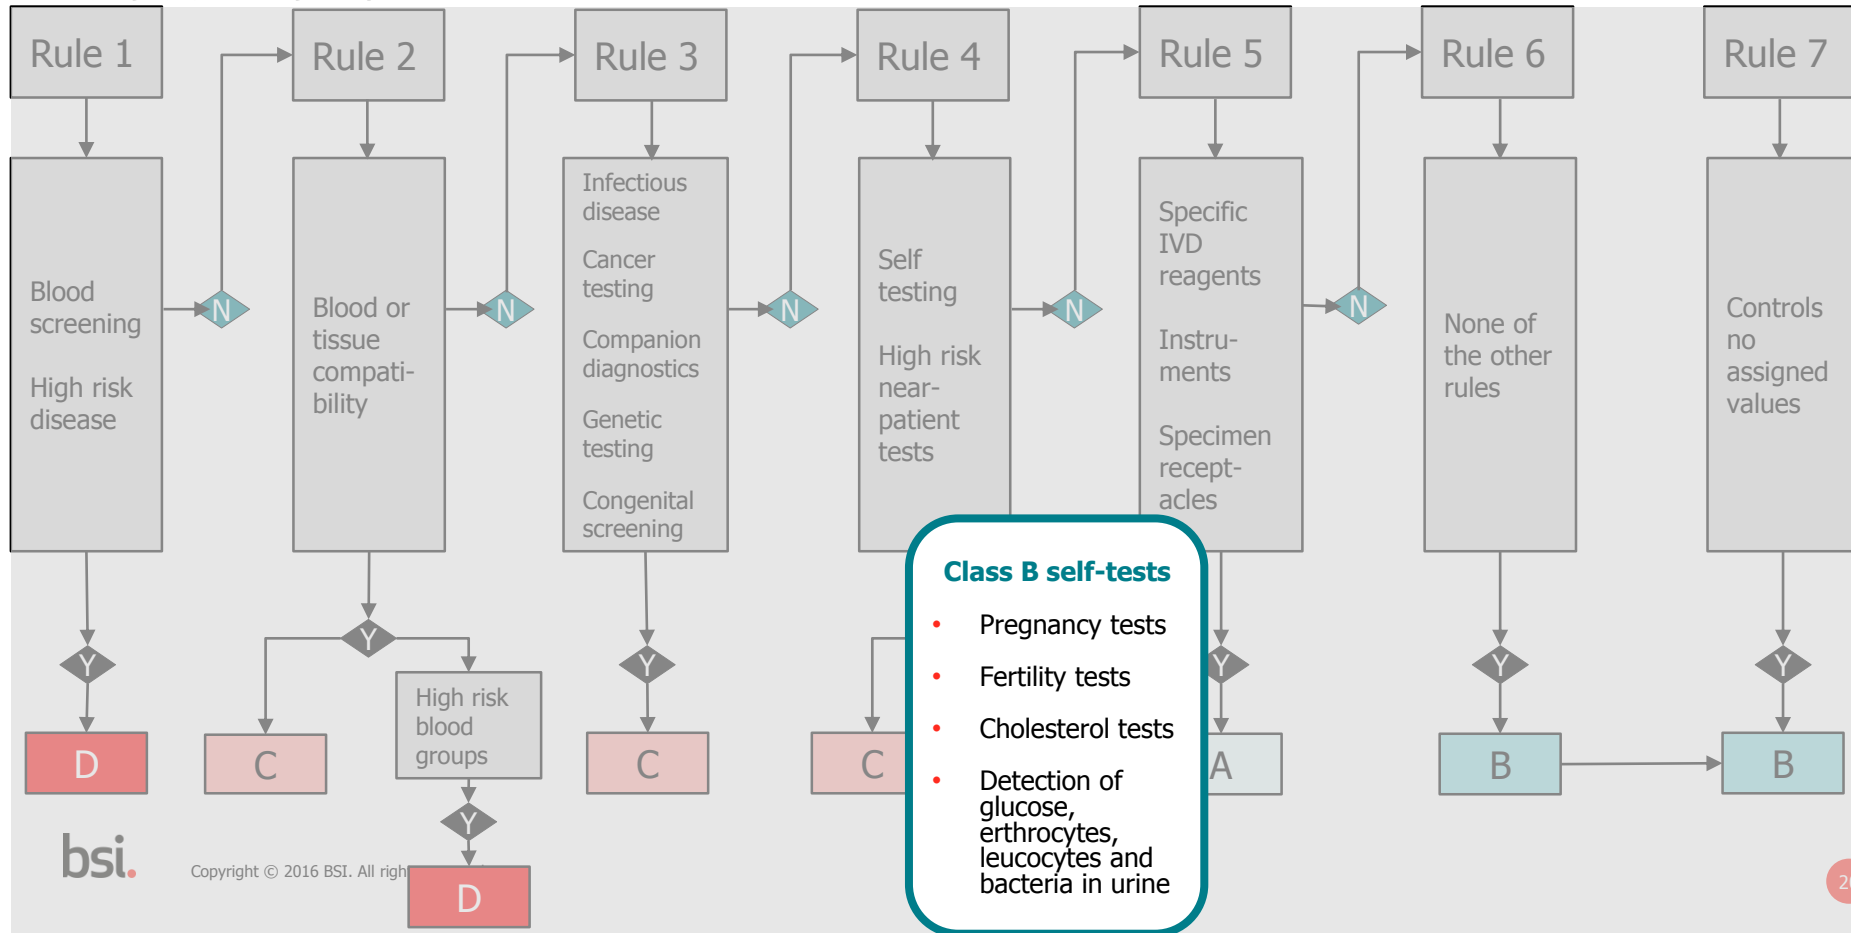 Rule 1
Rule 2
Rule 3
Rule 4
Rule 5
Rule 6
Rule 7
Blood
screening
High risk
disease
N
Blood or
tissue
compati-
bility
N
Infectious
disease
Cancer
testing
Companion
diagnostics
Genetic
testing
Congenital
screening
N
Self
testing
High risk
near-
patient
tests
N
Specific
IVD
reagents
Instru-
ments
Specimen
recept-
acles
N
None of
the other
rules
Controls
no
assigned
values
Y
Y
Y
Y
Y
Y
High risk
blood
groups
Y
D
C
D
C
C
A
B
B
Class B self-tests
• Pregnancy tests
• Fertility tests
• Cholesterol tests
• Detection of
glucose,
erthrocytes,
leucocytes and
bacteria in urine
bsi.
Copyright © 2016 BSI. All